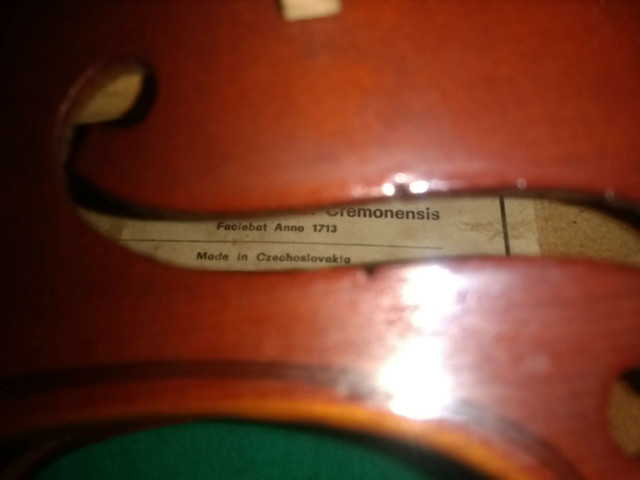 Cremonensis
Faciebat Anno 1713
Made in Czechoslovakia